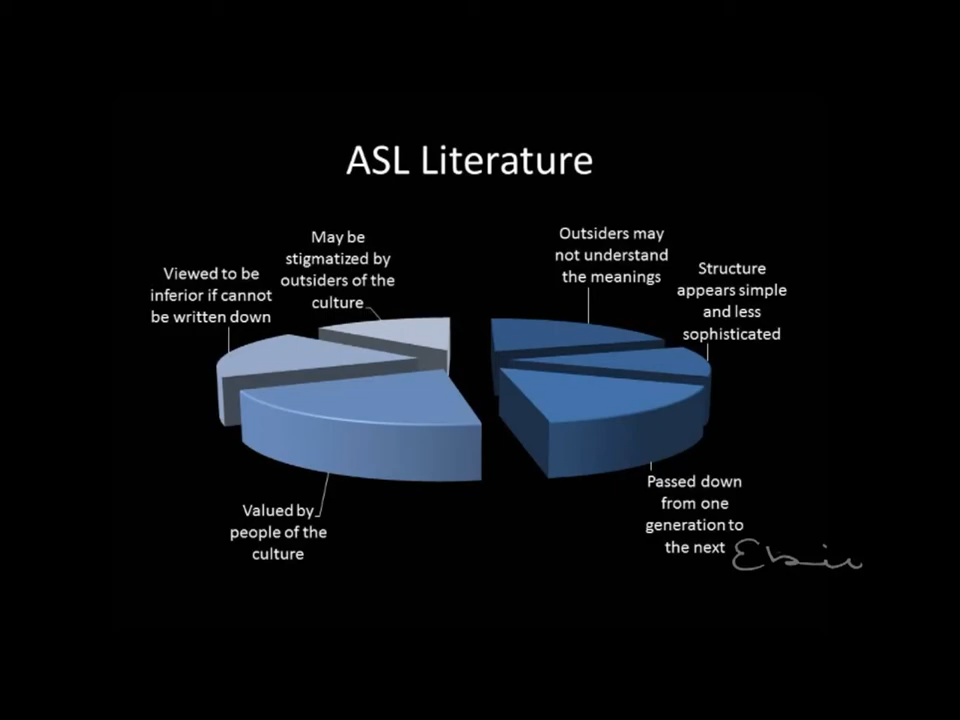 ASL Literature
May be
stigmatized by
outsiders of the
culture
Outsiders may
not understand
the meanings
Viewed to be
inferior if cannot
be written down
Structure
appears simple
and less
sophisticated
Valued by
people of the
culture
Passed down
from one
generation to
the next